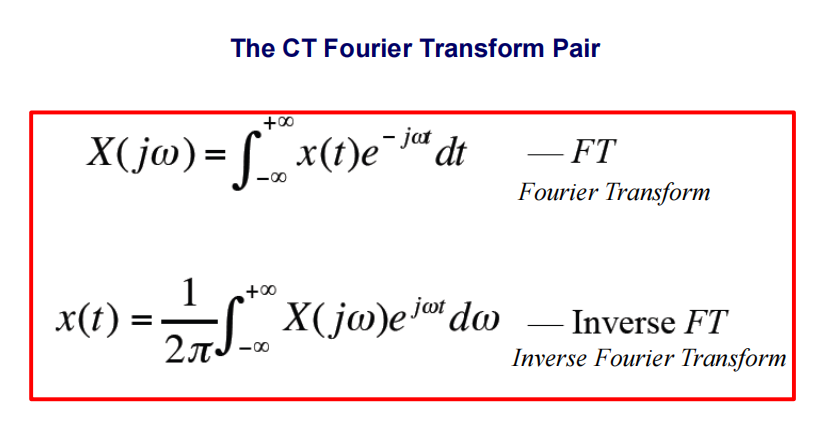 The CT Fourier Transform Pair
X(jω) = ∫_{-∞}^{+∞} x(t)e^{-jωt} dt — FT
Fourier Transform
x(t) = \frac{1}{2π} ∫_{-∞}^{+∞} X(jω)e^{jωt} dω — Inverse FT
Inverse Fourier Transform